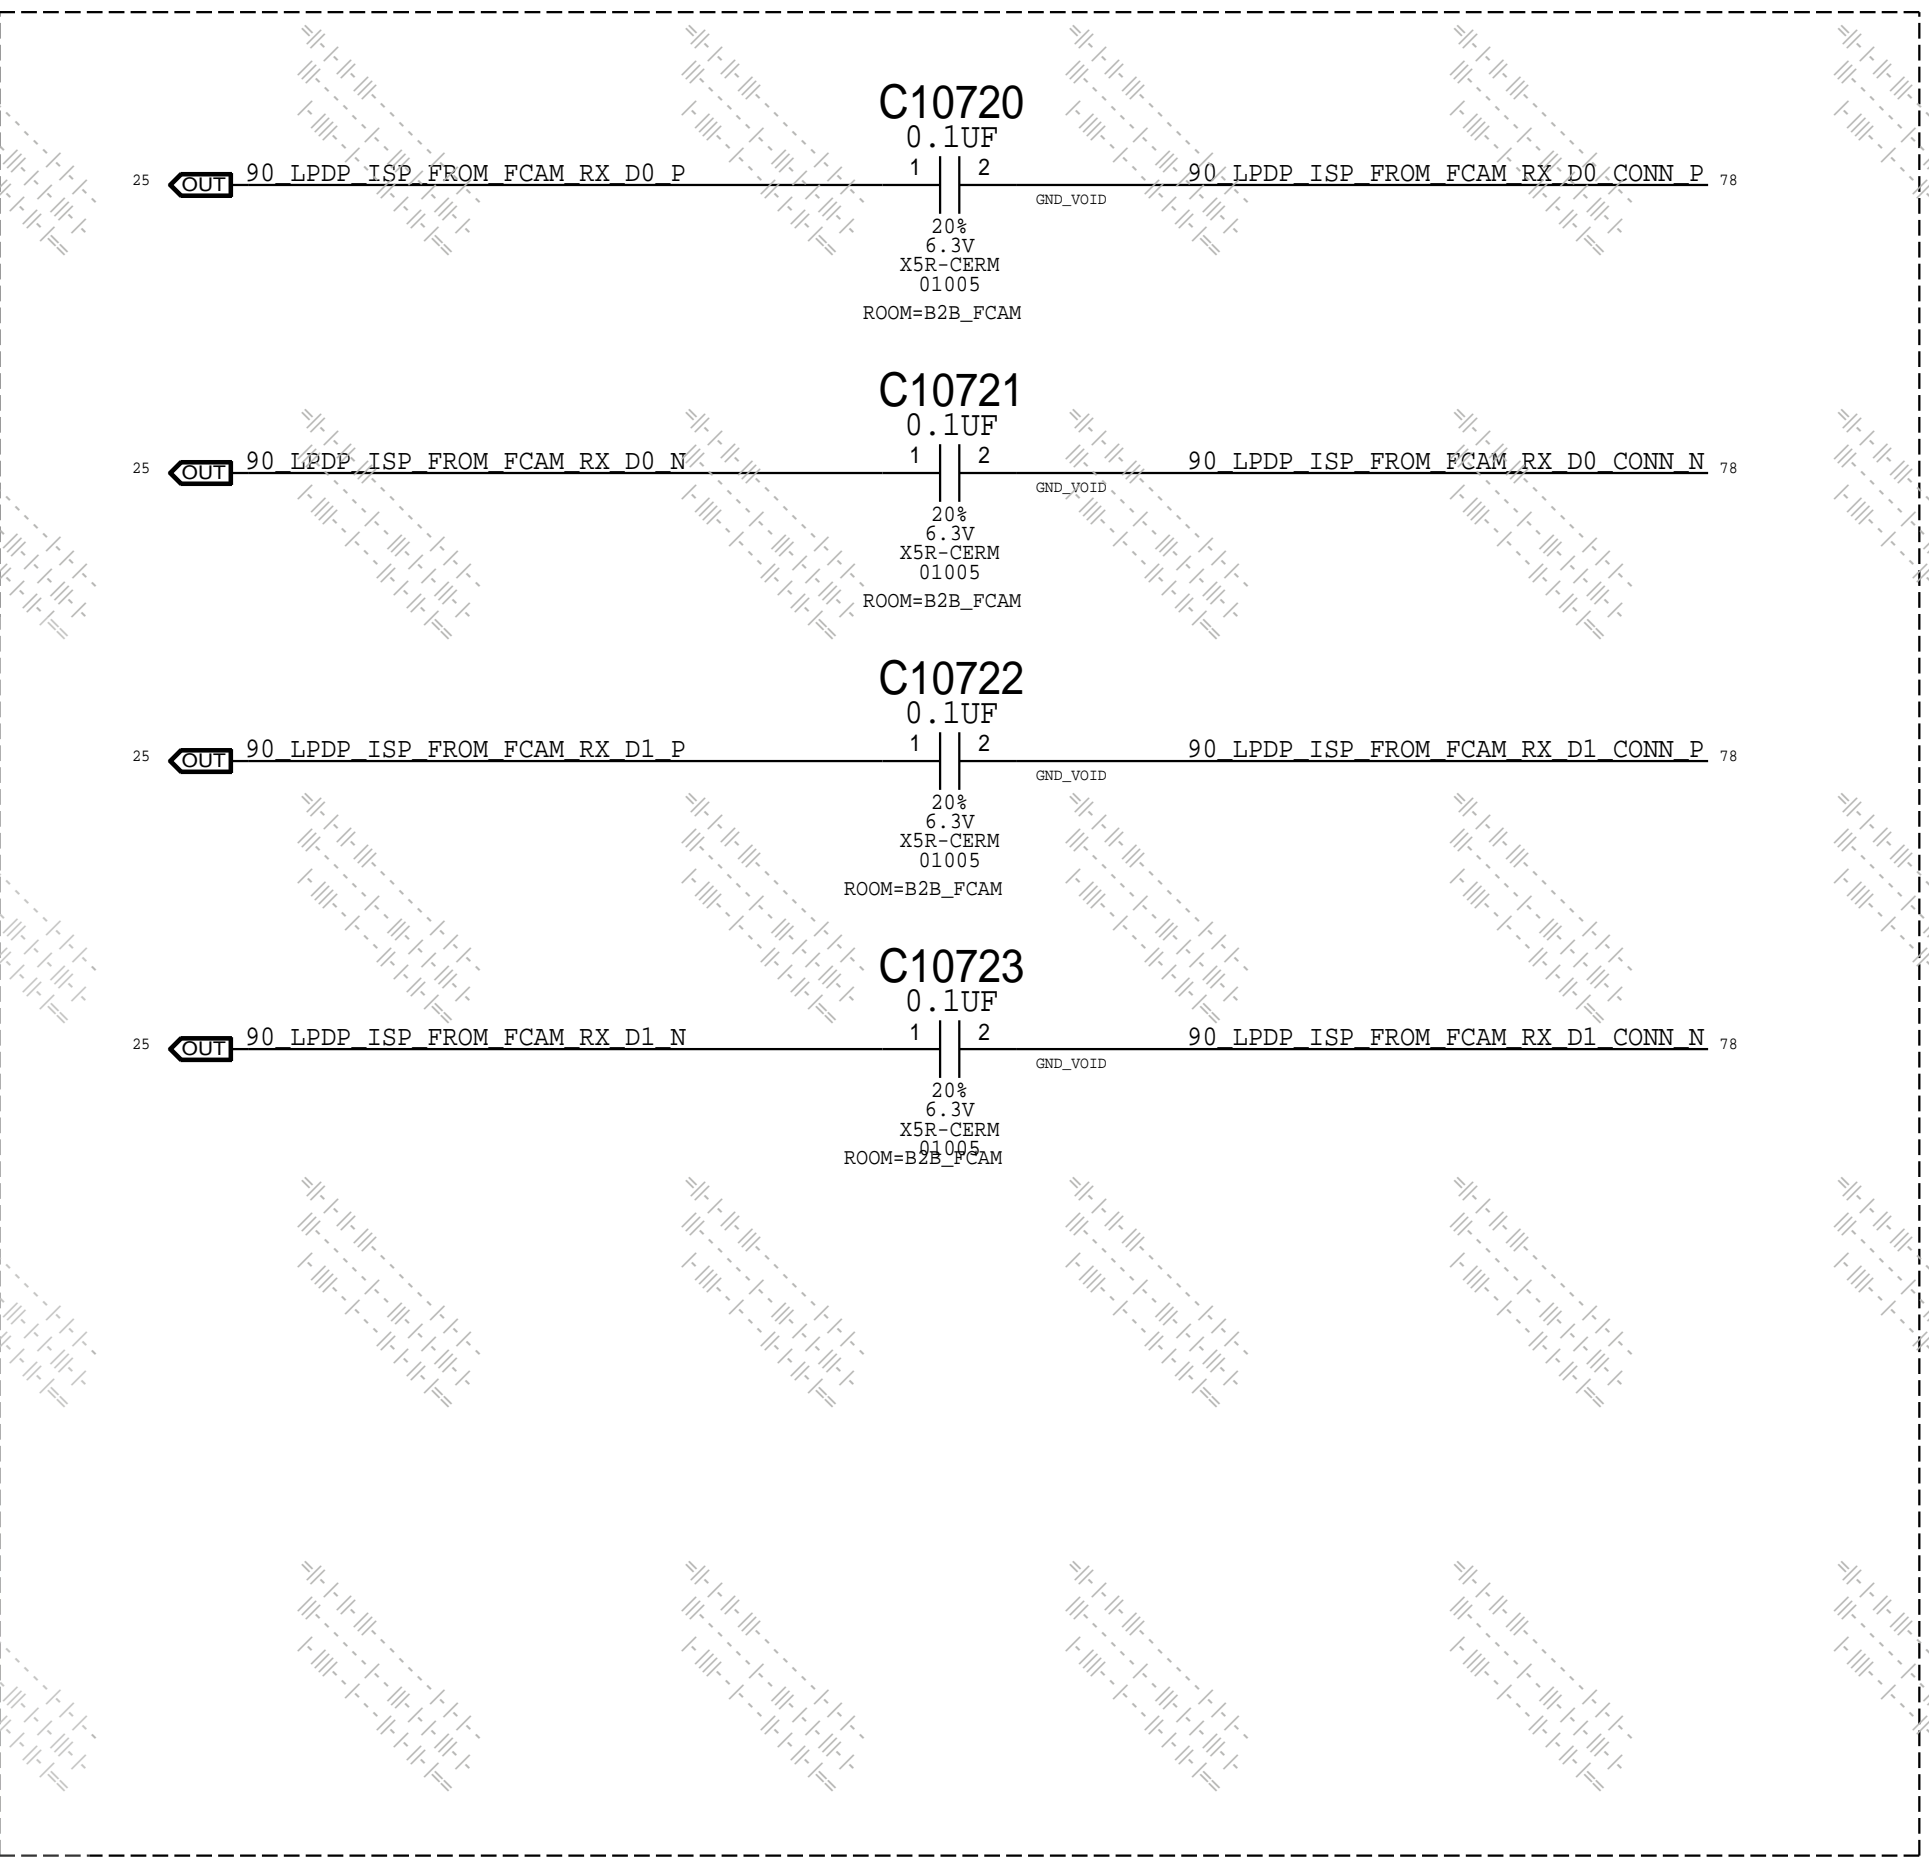 C10720
0.1UF
25 OUT 90_LPDP_ISP_FROM_FCAM_RX_D0_P 1 2 90_LPDP_ISP_FROM_FCAM_RX_D0_CONN_P 78
GND_VOID
20%
6.3V
X5R-CERM
01005
ROOM=B2B_FCAM
C10721
0.1UF
25 OUT 90_LPDP_ISP_FROM_FCAM_RX_D0_N 1 2 90_LPDP_ISP_FROM_FCAM_RX_D0_CONN_N 78
GND_VOID
20%
6.3V
X5R-CERM
01005
ROOM=B2B_FCAM
C10722
0.1UF
25 OUT 90_LPDP_ISP_FROM_FCAM_RX_D1_P 1 2 90_LPDP_ISP_FROM_FCAM_RX_D1_CONN_P 78
GND_VOID
20%
6.3V
X5R-CERM
01005
ROOM=B2B_FCAM
C10723
0.1UF
25 OUT 90_LPDP_ISP_FROM_FCAM_RX_D1_N 1 2 90_LPDP_ISP_FROM_FCAM_RX_D1_CONN_N 78
GND_VOID
20%
6.3V
X5R-CERM
01005
ROOM=B2B_FCAM